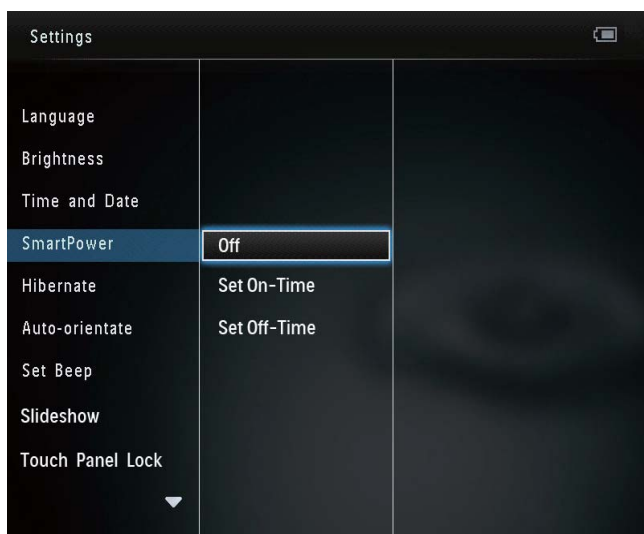 Settings
Language
Brightness
Time and Date
SmartPower
Hibernate
Auto-orientate
Set Beep
Slideshow
Touch Panel Lock
Off
Set On-Time
Set Off-Time